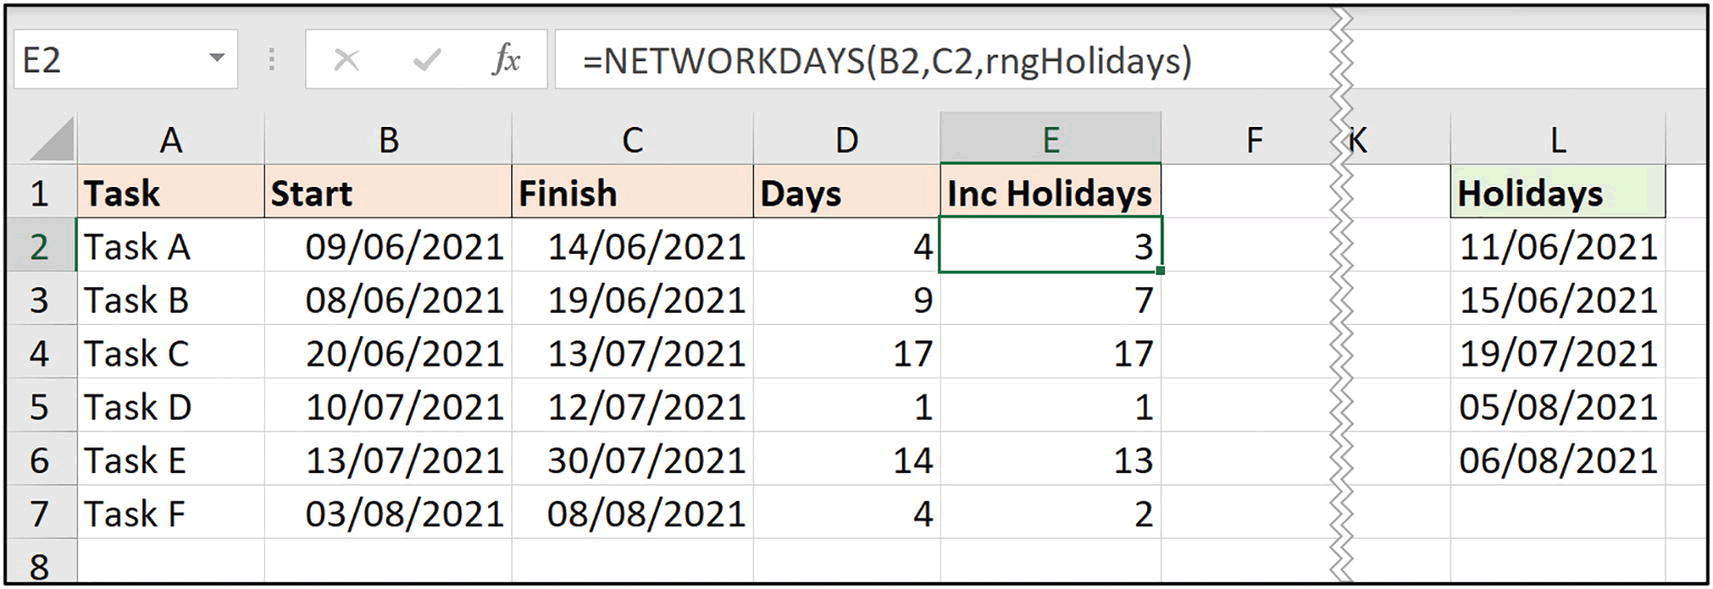 E2 fx =NETWORKDAYS(B2,C2,rngHolidays)
A B C D E F K L
1 Task Start Finish Days Inc Holidays Holidays
2 Task A 09/06/2021 14/06/2021 4 3 11/06/2021
3 Task B 08/06/2021 19/06/2021 9 7 15/06/2021
4 Task C 20/06/2021 13/07/2021 17 17 19/07/2021
5 Task D 10/07/2021 12/07/2021 1 1 05/08/2021
6 Task E 13/07/2021 30/07/2021 14 13 06/08/2021
7 Task F 03/08/2021 08/08/2021 4 2
8